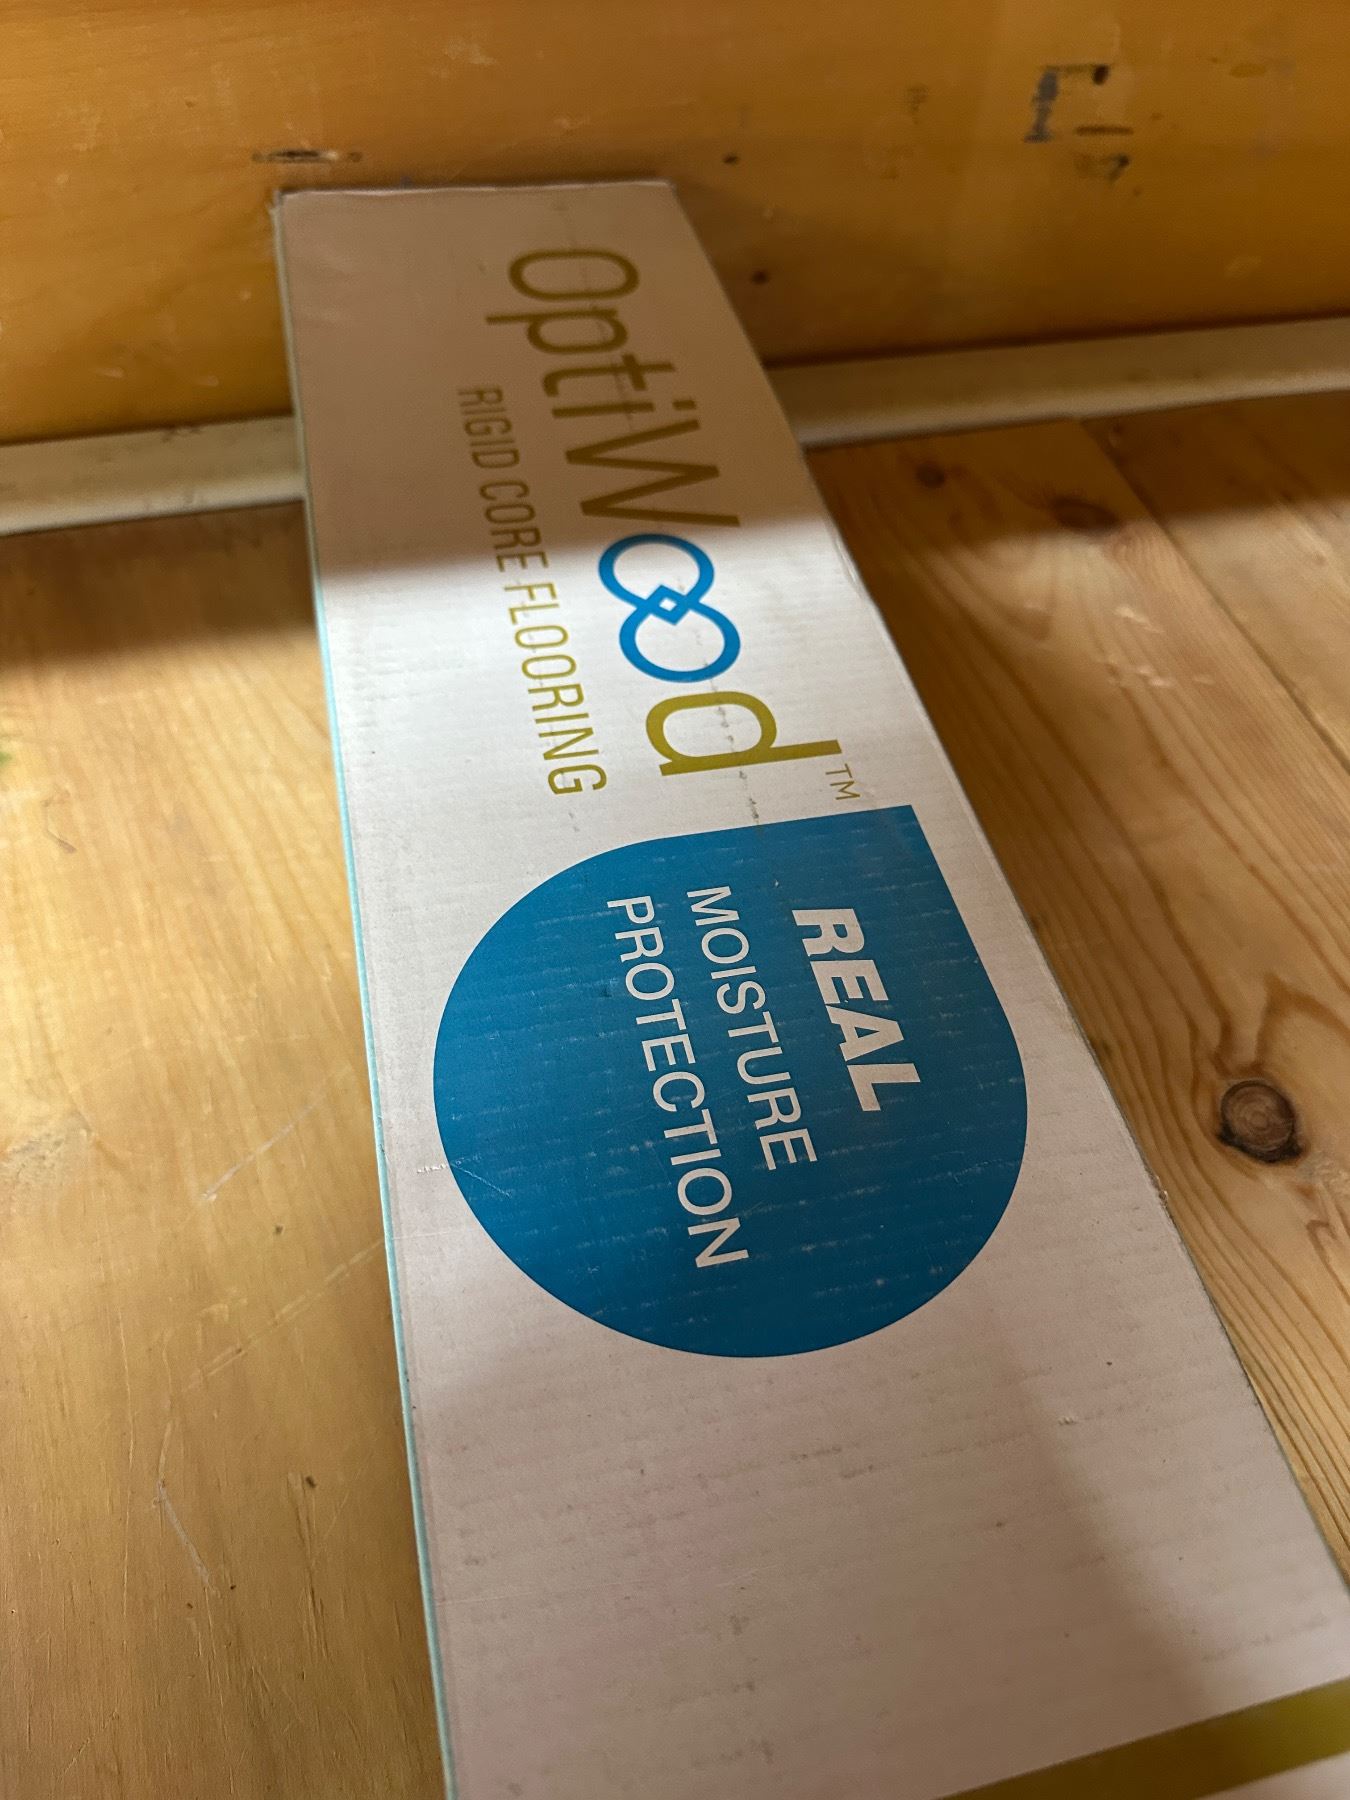 OptiWood™
RIGID CORE FLOORING
REAL
MOISTURE
PROTECTION